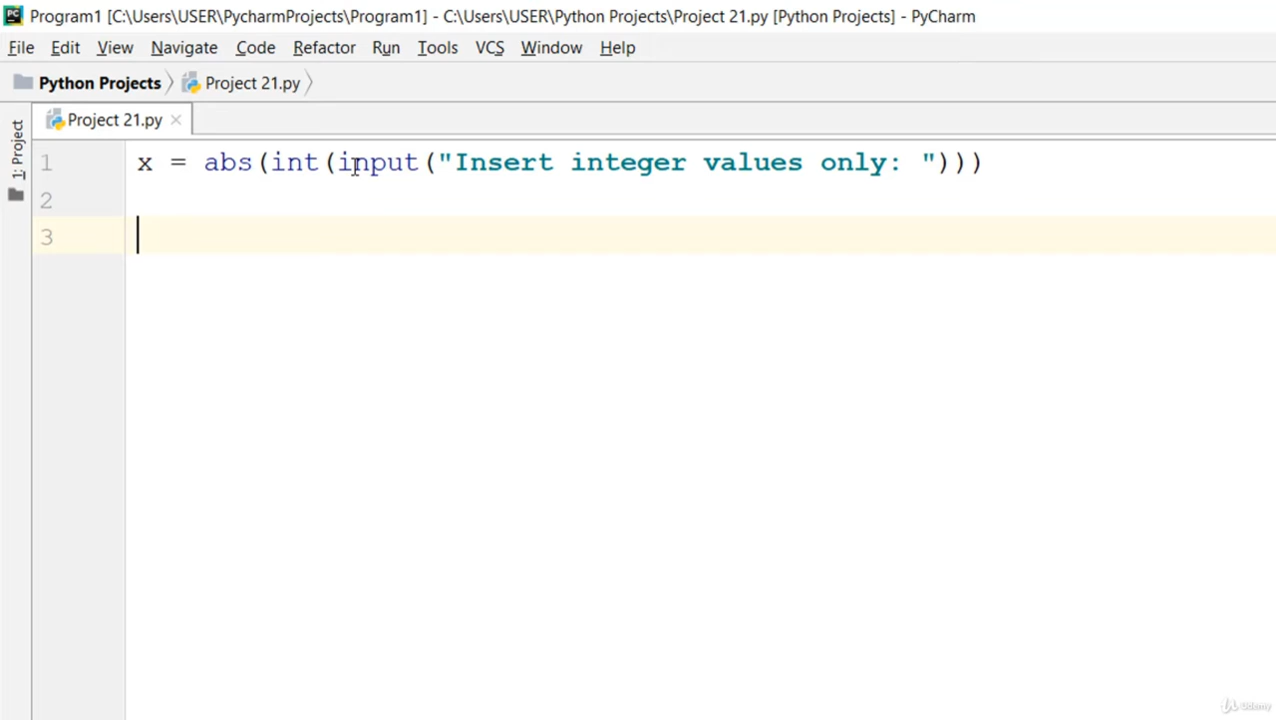 Program1 [C:\Users\USER\PycharmProjects\Program1] - C:\Users\USER\Python Projects\Project 21.py [Python Projects] - PyCharm
File Edit View Navigate Code Refactor Run Tools VCS Window Help
Python Projects Project 21.py
Project 21.py
1: Project
1 x = abs(int(input("Insert integer values only: ")))
2
3
Udemy